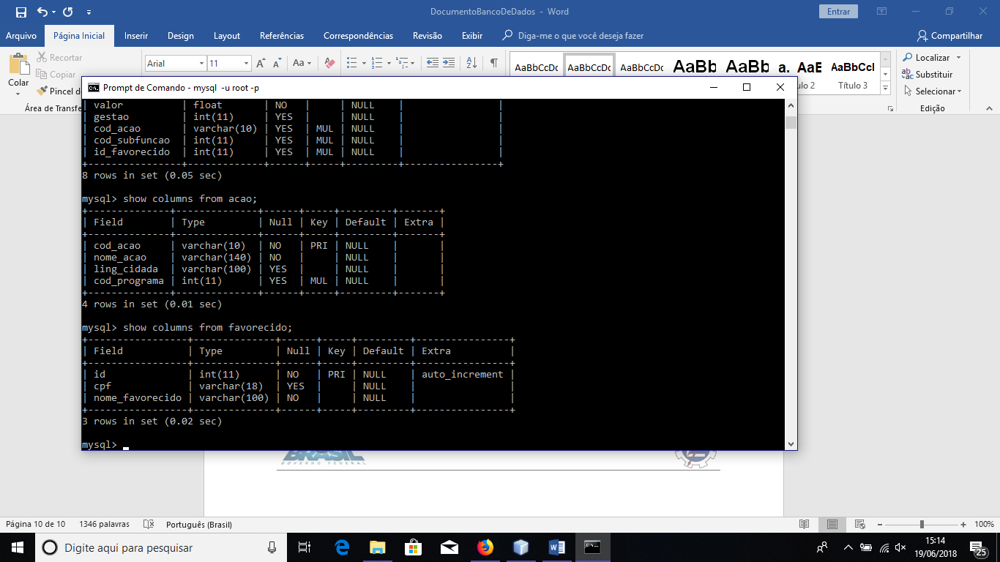 DocumentoBancoDeDados - Word
Entrar
Arquivo Página Inicial Inserir Design Layout Referências Correspondências Revisão Exibir Diga-me o que você deseja fazer Compartilhar
Colar
Recortar
Copiar
Pincel d
Área de Transfe
Arial 11
AaBbCcDc AaBbCcDc AaBbCcDc AaBb AaBb a. AaE AaBbCcI
ulo 2 Título 3
Localizar
Substituir
Selecionar
Edição
Prompt de Comando - mysql -u root -p
| valor | float | NO | | NULL | |
| gestao | int(11) | YES | | NULL | |
| cod_acao | varchar(10) | YES | MUL | NULL | |
| cod_subfuncao | int(11) | YES | MUL | NULL | |
| id_favorecido | int(11) | YES | MUL | NULL | |
+----------------+-------------+------+-----+---------+----------------+
8 rows in set (0.05 sec)
mysql> show columns from acao;
+--------------+--------------+------+-----+---------+-------+
| Field | Type | Null | Key | Default | Extra |
+--------------+--------------+------+-----+---------+-------+
| cod_acao | varchar(10) | NO | PRI | NULL | |
| nome_acao | varchar(140) | NO | | NULL | |
| ling_cidada | varchar(100) | YES | | NULL | |
| cod_programa | int(11) | YES | MUL | NULL | |
+--------------+--------------+------+-----+---------+-------+
4 rows in set (0.01 sec)
mysql> show columns from favorecido;
+-----------------+--------------+------+-----+---------+----------------+
| Field | Type | Null | Key | Default | Extra |
+-----------------+--------------+------+-----+---------+----------------+
| id | int(11) | NO | PRI | NULL | auto_increment |
| cpf | varchar(18) | YES | | NULL | |
| nome_favorecido | varchar(100) | NO | | NULL | |
+-----------------+--------------+------+-----+---------+----------------+
3 rows in set (0.02 sec)
mysql>
BRASIL
GOVERNO FEDERAL
Página 10 de 10 1346 palavras Português (Brasil) 100%
Digite aqui para pesquisar
15:14
19/06/2018
25